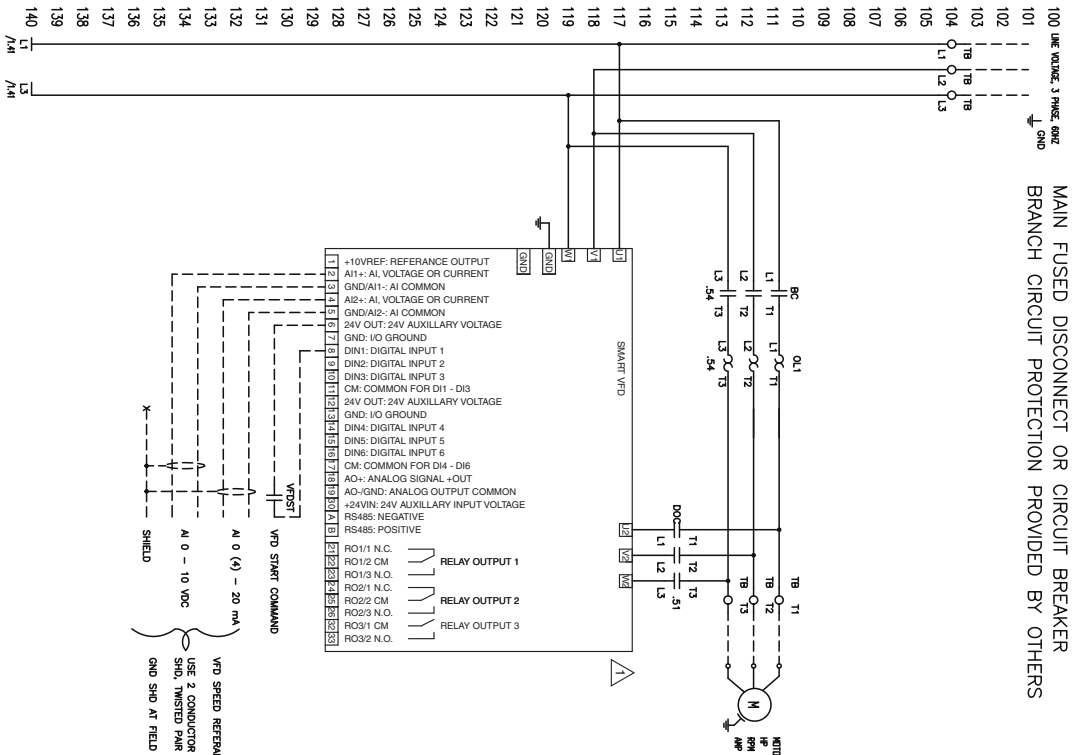 MAIN FUSED DISCONNECT OR CIRCUIT BREAKER
BRANCH CIRCUIT PROTECTION PROVIDED BY OTHERS
LINE VOLTAGE, 3 PHASE, 60HZ
GND
100
101
102
103
104
105
106
107
108
109
110
111
112
113
114
115
116
117
118
119
120
121
122
123
124
125
126
127
128
129
130
131
132
133
134
135
136
137
138
139
140
TB
L1
TB
L2
TB
L3
L1
/1.41
L3
/1.41
BC
L1 T1
L2 T2
L3 T3
.54
OL1
L1 T1
L2 T2
L3 T3
.54
TB T1
TB T2
TB T3
M
HP
RPM
AMP
DOC
L1 T1
L2 T2
L3 T3
.51
U1
V1
W1
GND
GND
U2
V2
W2
SMART VFD
1
1 +10VREF: REFERANCE OUTPUT
2 AI1+: AI, VOLTAGE OR CURRENT
3 GND/AI1-: AI COMMON
4 AI2+: AI, VOLTAGE OR CURRENT
5 GND/AI2-: AI COMMON
6 24V OUT: 24V AUXILLARY VOLTAGE
7 GND: I/O GROUND
8 DIN1: DIGITAL INPUT 1
9 DIN2: DIGITAL INPUT 2
10 DIN3: DIGITAL INPUT 3
11 CM: COMMON FOR DI1 - DI3
12 24V OUT: 24V AUXILLARY VOLTAGE
13 GND: I/O GROUND
14 DIN4: DIGITAL INPUT 4
15 DIN5: DIGITAL INPUT 5
16 DIN6: DIGITAL INPUT 6
17 CM: COMMON FOR DI4 - DI6
18 AO+: ANALOG SIGNAL +OUT
19 AO-/GND: ANALOG OUTPUT COMMON
30 +24VIN: 24V AUXILLARY INPUT VOLTAGE
A RS485: NEGATIVE
B RS485: POSITIVE
21 RO1/1 N.C.
22 RO1/2 CM RELAY OUTPUT 1
23 RO1/3 N.O.
24 RO2/1 N.C.
25 RO2/2 CM RELAY OUTPUT 2
26 RO2/3 N.O.
32 RO3/1 CM RELAY OUTPUT 3
33 RO3/2 N.O.
VFDST
VFD START COMMAND
AI 0 (4) - 20 mA
AI 0 - 10 VDC
SHIELD
X
USE 2 CONDUCTOR
SHD, TWISTED PAIR
GND SHD AT FIELD
VFD SPEED